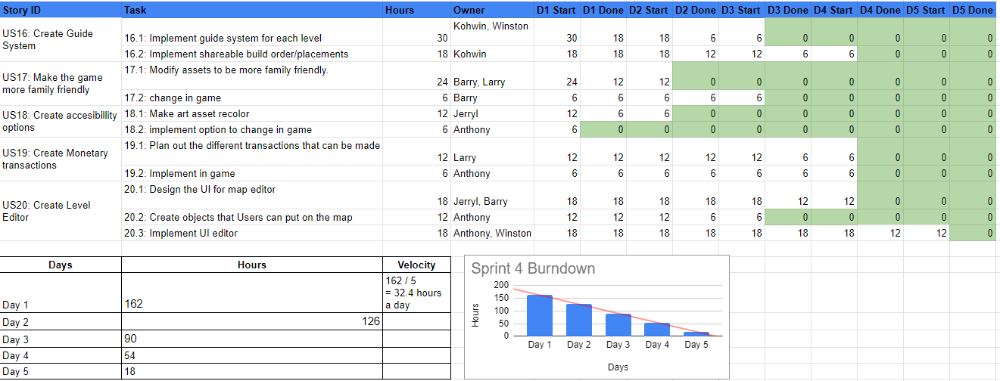 Story ID Task Hours Owner D1 Start D1 Done D2 Start D2 Done D3 Start D3 Done D4 Start D4 Done D5 Start D5 Done
US16: Create Guide
System
16.1: Implement guide system for each level 30 Kohwin, Winston 30 18 18 6 6 0 0 0 0 0
16.2: Implement shareable build order/placements 18 Kohwin 18 18 18 12 12 6 6 0 0 0
US17: Make the game
more family friendly
17.1: Modify assets to be more family friendly. 24 Barry, Larry 24 12 12 0 0 0 0 0 0 0
17.2: change in game 6 Barry 6 6 6 6 6 0 0 0 0 0
US18: Create accesibillity
options
18.1: Make art asset recolor 12 Jerryl 12 6 6 0 0 0 0 0 0 0
18.2: implement option to change in game 6 Anthony 6 0 0 0 0 0 0 0 0 0
US19: Create Monetary
transactions
19.1: Plan out the different transactions that can be made 12 Larry 12 12 12 12 12 6 6 0 0 0
19.2: Implement in game 6 Anthony 6 6 6 6 6 6 6 0 0 0
US20: Create Level
Editor
20.1: Design the UI for map editor 18 Jerryl, Barry 18 18 18 18 18 12 12 0 0 0
20.2: Create objects that Users can put on the map 12 Anthony 12 12 12 6 6 0 0 0 0 0
20.3: Implement UI editor 18 Anthony, Winston 18 18 18 18 18 18 18 12 12 0
Days Hours Velocity
Day 1 162 162 / 5
= 32.4 hours
a day
Day 2 126
Day 3 90
Day 4 54
Day 5 18
Sprint 4 Burndown
Hours
200
150
100
50
0
Day 1 Day 2 Day 3 Day 4 Day 5
Days